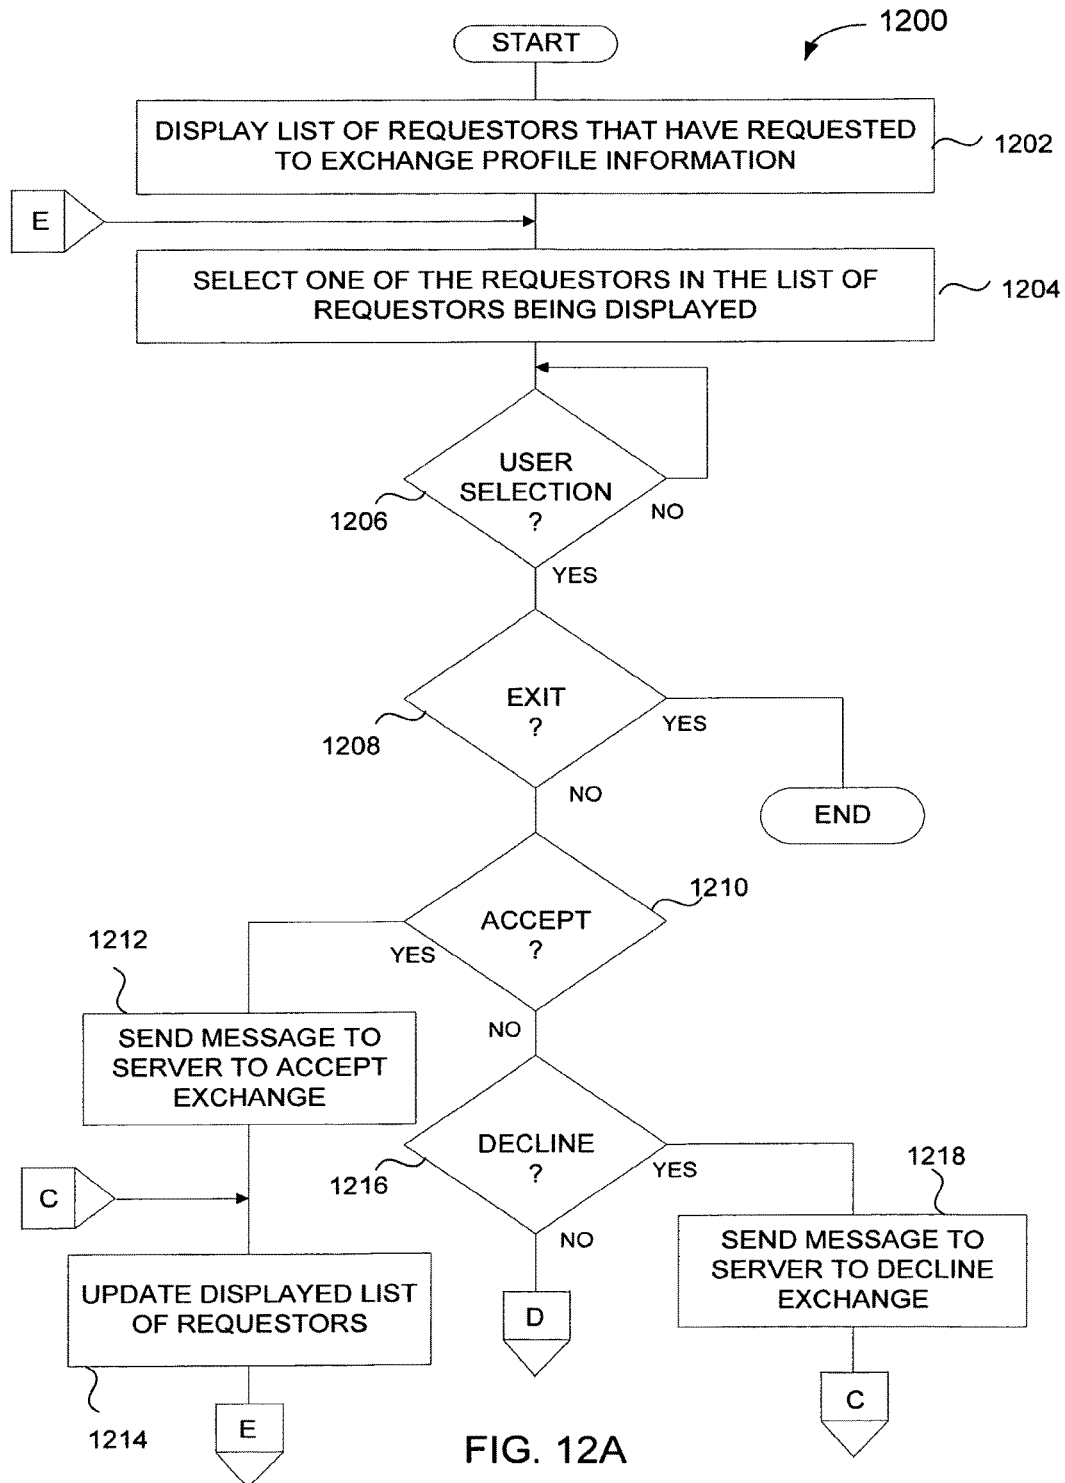 1200
START
DISPLAY LIST OF REQUESTORS THAT HAVE REQUESTED
TO EXCHANGE PROFILE INFORMATION
1202
E
SELECT ONE OF THE REQUESTORS IN THE LIST OF
REQUESTORS BEING DISPLAYED
1204
USER
SELECTION
?
1206
NO
YES
EXIT
?
1208
YES
NO
END
ACCEPT
?
1210
YES
NO
1212
SEND MESSAGE TO
SERVER TO ACCEPT
EXCHANGE
DECLINE
?
1216
YES
NO
1218
C
SEND MESSAGE TO
SERVER TO DECLINE
EXCHANGE
UPDATE DISPLAYED LIST
OF REQUESTORS
1214
D
C
E
FIG. 12A